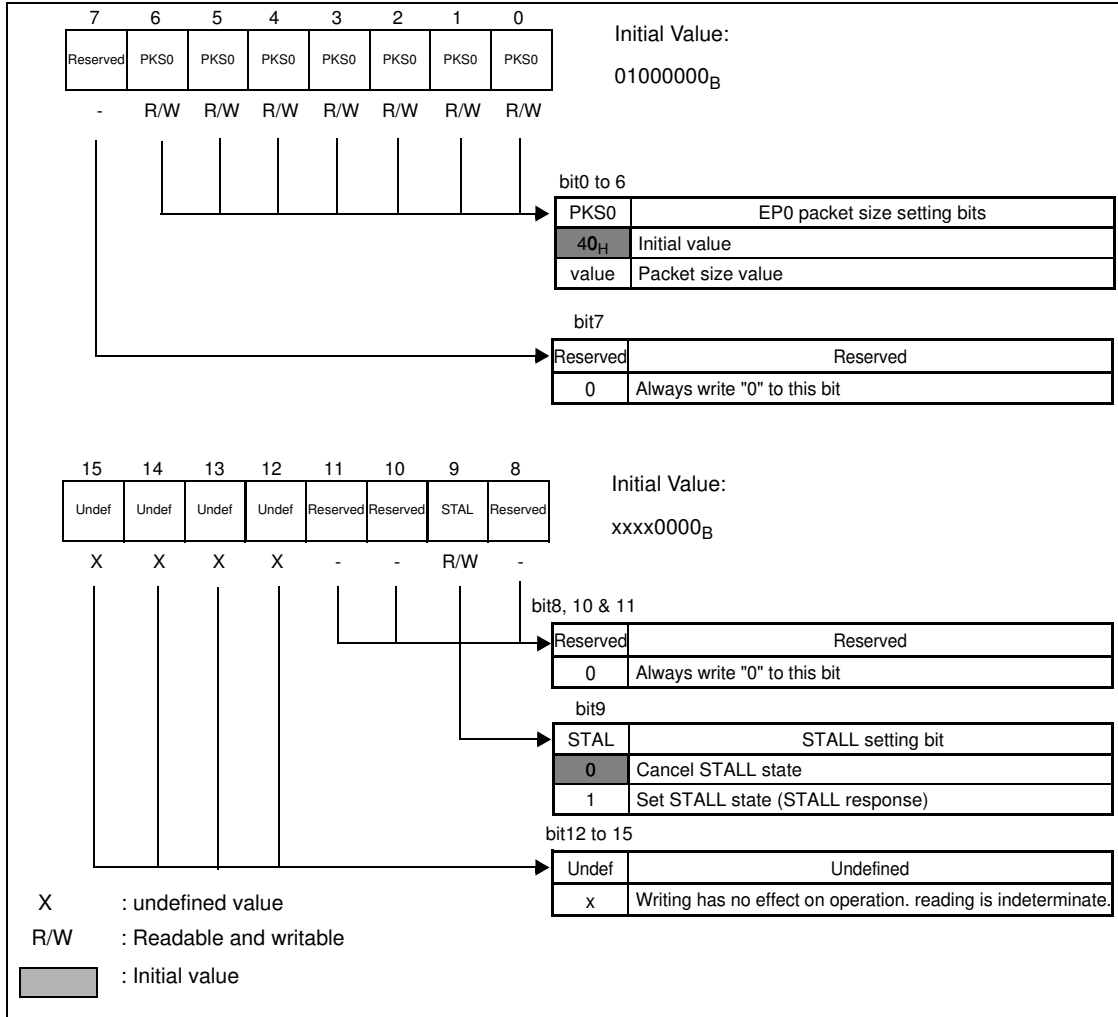 7 6 5 4 3 2 1 0
Initial Value:
Reserved PKS0 PKS0 PKS0 PKS0 PKS0 PKS0 PKS0
01000000B
- R/W R/W R/W R/W R/W R/W R/W
bit0 to 6
PKS0 EP0 packet size setting bits
40H Initial value
value Packet size value
bit7
Reserved Reserved
0 Always write "0" to this bit
15 14 13 12 11 10 9 8
Initial Value:
Undef Undef Undef Undef Reserved Reserved STAL Reserved
xxxx0000B
X X X X - - R/W -
bit8, 10 & 11
Reserved Reserved
0 Always write "0" to this bit
bit9
STAL STALL setting bit
0 Cancel STALL state
1 Set STALL state (STALL response)
bit12 to 15
Undef Undefined
x Writing has no effect on operation. reading is indeterminate.
X : undefined value
R/W : Readable and writable
: Initial value